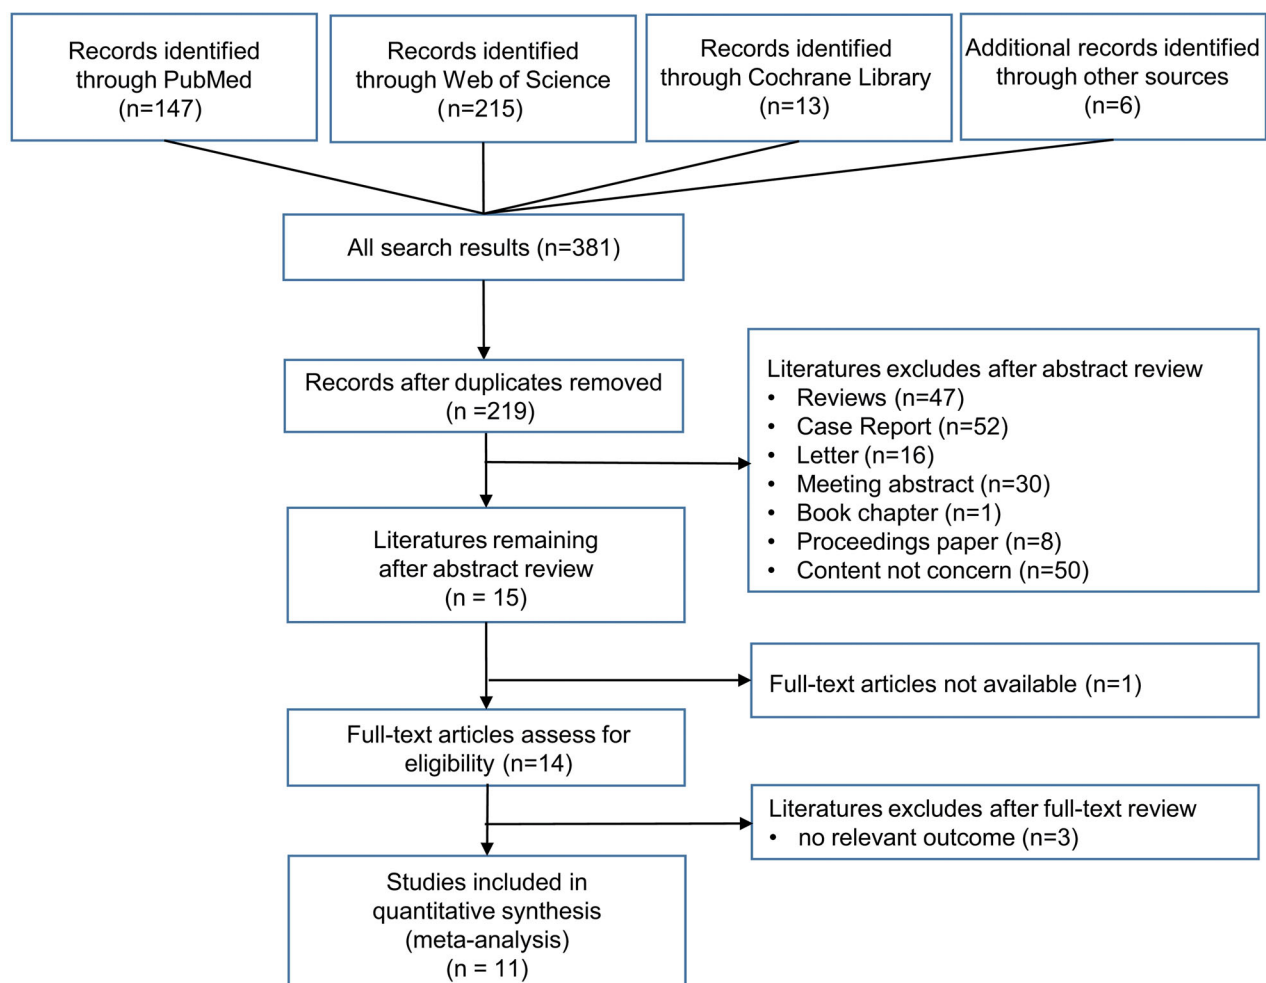 Records identified
through PubMed
(n=147)
Records identified
through Web of Science
(n=215)
Records identified
through Cochrane Library
(n=13)
Additional records identified
through other sources
(n=6)
All search results (n=381)
Records after duplicates removed
(n =219)
Literatures excludes after abstract review
• Reviews (n=47)
• Case Report (n=52)
• Letter (n=16)
• Meeting abstract (n=30)
• Book chapter (n=1)
• Proceedings paper (n=8)
• Content not concern (n=50)
Literatures remaining
after abstract review
(n = 15)
Full-text articles not available (n=1)
Full-text articles assess for
eligibility (n=14)
Literatures excludes after full-text review
• no relevant outcome (n=3)
Studies included in
quantitative synthesis
(meta-analysis)
(n = 11)